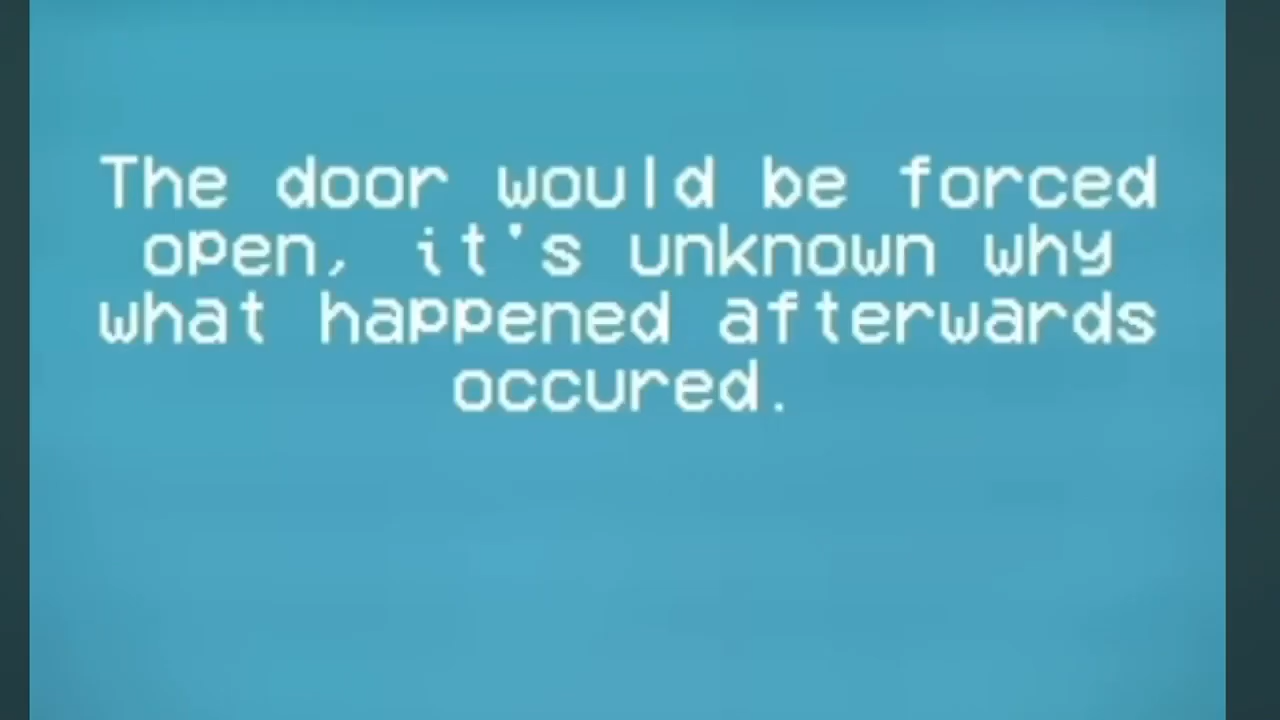 The door would be forced
open, it's unknown why
what happened afterwards
occured.